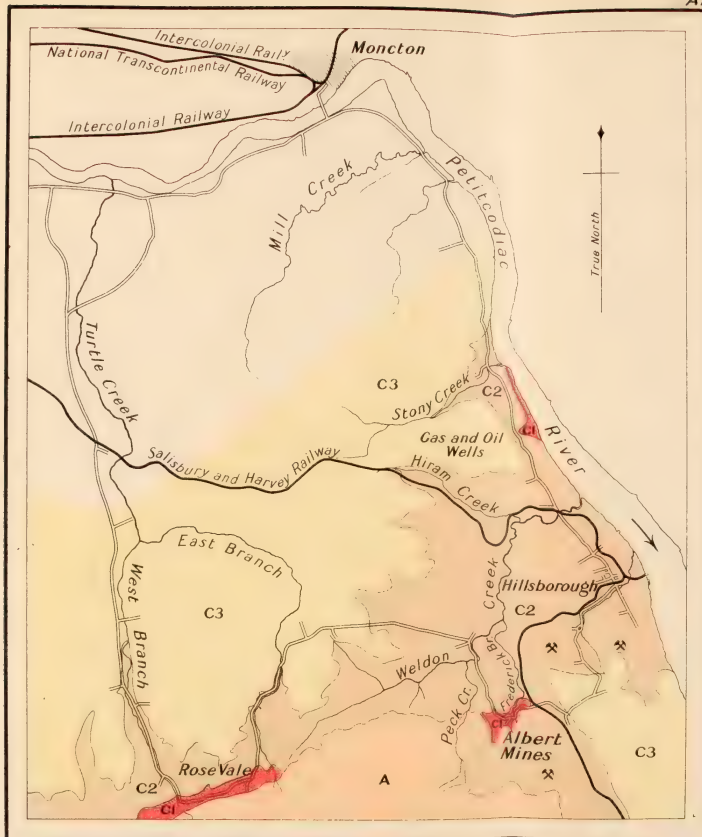 Intercolonial Rail.y
Moncton
National Transcontinental Railway
Intercolonial Railway
Mill Creek
Petitcodiac River
True North
Turtle Creek
C3
Stony Creek
C2
C1
Gas and Oil
Wells
Salisbury and Harvey Railway
Hiram Creek
East Branch
West Branch
C3
Hillsborough
C2
Weldon Creek
Frederick Br.
Peck Cr.
C1
Albert
Mines
C3
Rose Vale
C2
C1
A